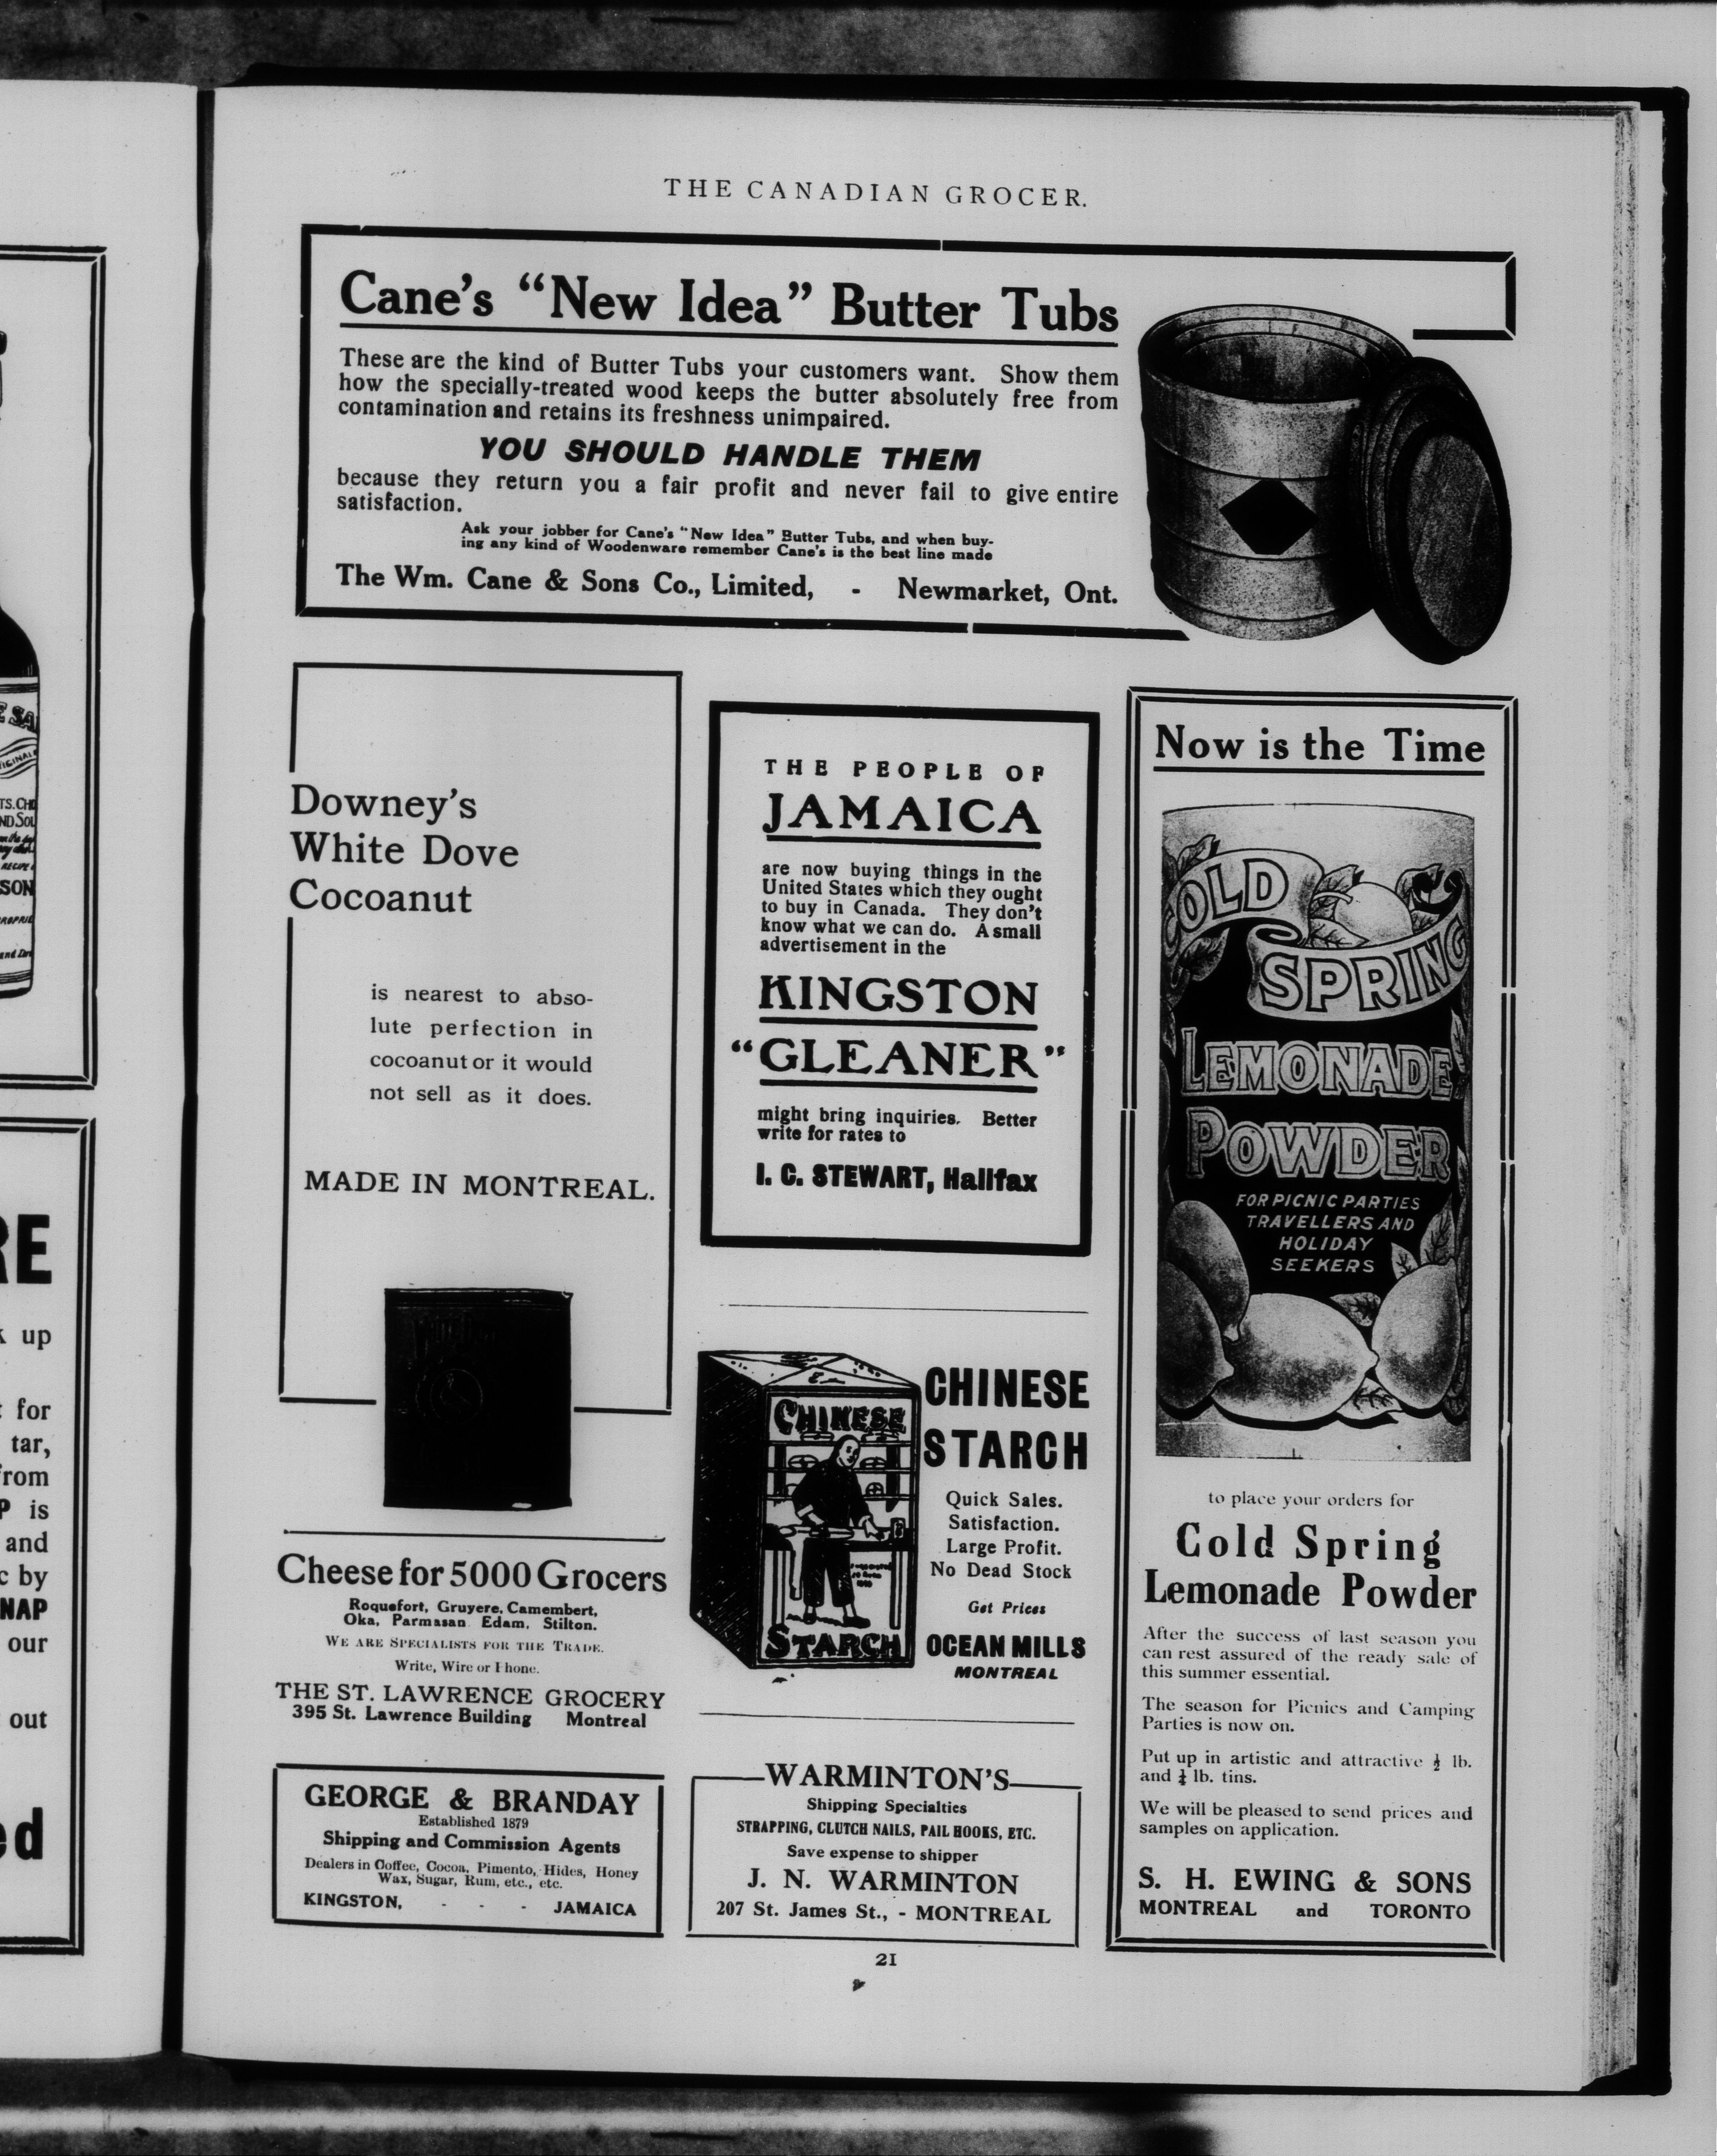 THE CANADIAN GROCER.
Cane's "New Idea" Butter Tubs
These are the kind of Butter Tubs your customers want. Show them
how the specially-treated wood keeps the butter absolutely free from
contamination and retains its freshness unimpaired.
YOU SHOULD HANDLE THEM
because they return you a fair profit and never fail to give entire
satisfaction.
Ask your jobber for Cane's "New Idea" Butter Tubs, and when buy-
ing any kind of Woodenware remember Cane's is the best line made
The Wm. Cane & Sons Co., Limited, - Newmarket, Ont.
Downey's
White Dove
Cocoanut
is nearest to abso-
lute perfection in
cocoanut or it would
not sell as it does.
MADE IN MONTREAL.
Cheese for 5000 Grocers
Roquefort, Gruyere, Camembert,
Oka, Parmasan Edam, Stilton.
WE ARE SPECIALISTS FOR THE TRADE.
Write, Wire or Phone.
THE ST. LAWRENCE GROCERY
395 St. Lawrence Building Montreal
GEORGE & BRANDAY
Established 1879
Shipping and Commission Agents
Dealers in Coffee, Cocoa, Pimento, Hides, Honey
Wax, Sugar, Rum, etc., etc.
KINGSTON, - - - JAMAICA
THE PEOPLE OF
JAMAICA
are now buying things in the
United States which they ought
to buy in Canada. They don't
know what we can do. A small
advertisement in the
KINGSTON
"GLEANER"
might bring inquiries. Better
write for rates to
I. C. STEWART, Halifax
CHINESE
STARCH
CHINESE
STARCH
Quick Sales.
Satisfaction.
Large Profit.
No Dead Stock
Get Prices
OCEAN MILLS
MONTREAL
WARMINTON'S
Shipping Specialties
STRAPPING, CLUTCH NAILS, PAIL HOOKS, ETC.
Save expense to shipper
J. N. WARMINTON
207 St. James St., - MONTREAL
Now is the Time
COLD
SPRING
LEMONADE
POWDER
FOR PICNIC PARTIES
TRAVELLERS AND
HOLIDAY
SEEKERS
to place your orders for
Cold Spring
Lemonade Powder
After the success of last season you
can rest assured of the ready sale of
this summer essential.
The season for Picnics and Camping
Parties is now on.
Put up in artistic and attractive ½ lb.
and ¼ lb. tins.
We will be pleased to send prices and
samples on application.
S. H. EWING & SONS
MONTREAL and TORONTO
21
RE
up
for
tar,
from
P is
and
c by
NAP
our
out
ed